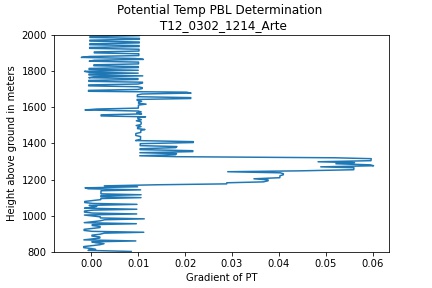 Potential Temp PBL Determination
T12_0302_1214_Arte
Height above ground in meters
2000
1800
1600
1400
1200
1000
800
0.00 0.01 0.02 0.03 0.04 0.05 0.06
Gradient of PT